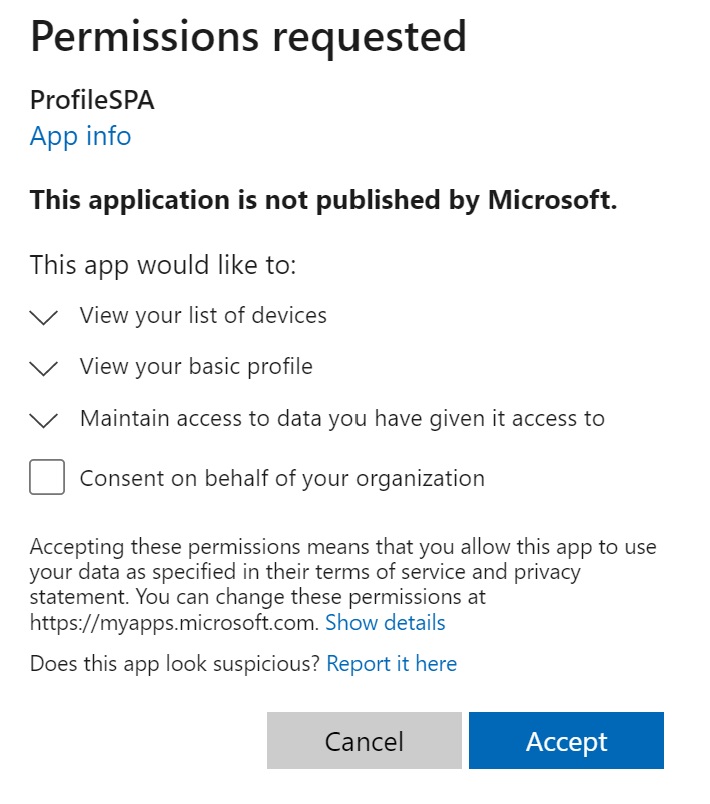 Permissions requested
ProfileSPA
App info
This application is not published by Microsoft.
This app would like to:
View your list of devices
View your basic profile
Maintain access to data you have given it access to
Consent on behalf of your organization
Accepting these permissions means that you allow this app to use
your data as specified in their terms of service and privacy
statement. You can change these permissions at
https://myapps.microsoft.com. Show details
Does this app look suspicious? Report it here
Cancel Accept